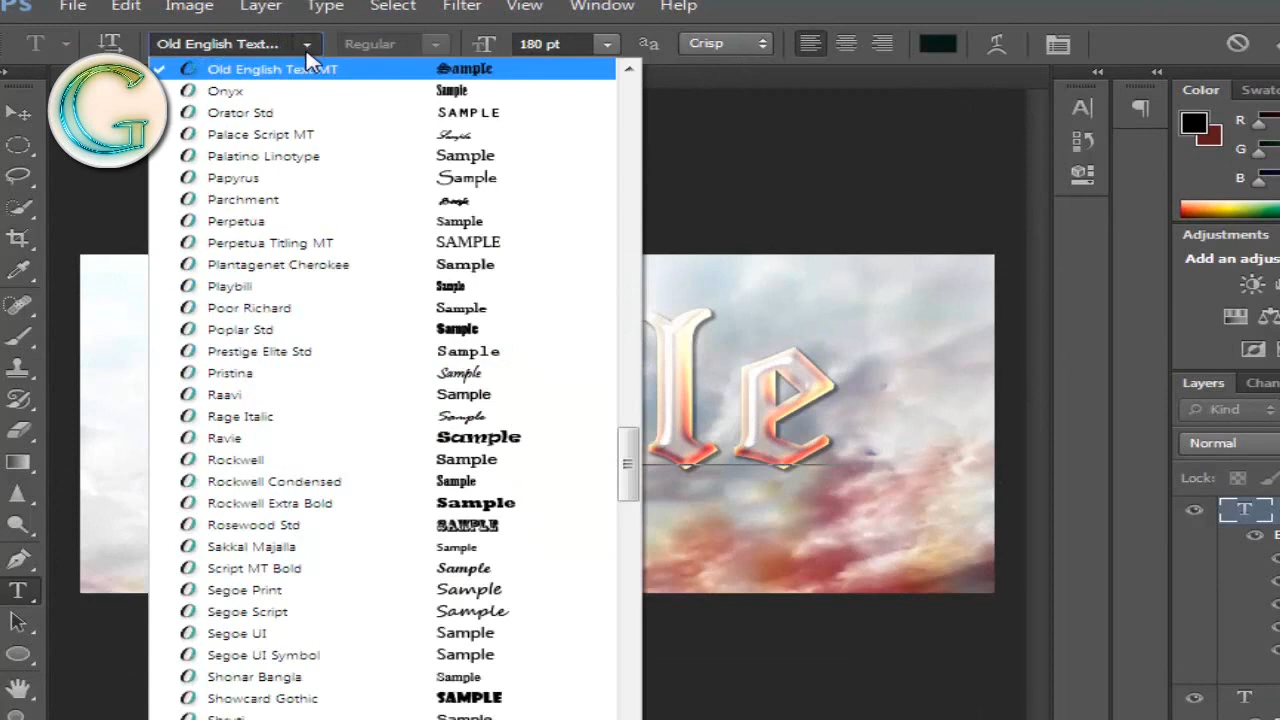 PS File Edit Image Layer Type Select Filter View Window Help
T Old English Text... Regular 180 pt Crisp
G
Old English Text MT Sample
Onyx Sample
Orator Std SAMPLE
Palace Script MT Sample
Palatino Linotype Sample
Papyrus Sample
Parchment Sample
Perpetua Sample
Perpetua Titling MT SAMPLE
Plantagenet Cherokee Sample
Playbill Sample
Poor Richard Sample
Poplar Std Sample
Prestige Elite Std Sample
Pristina Sample
Raavi Sample
Rage Italic Sample
Ravie Sample
Rockwell Sample
Rockwell Condensed Sample
Rockwell Extra Bold Sample
Rosewood Std SAMPLE
Sakkal Majalla Sample
Script MT Bold Sample
Segoe Print Sample
Segoe Script Sample
Segoe UI Sample
Segoe UI Symbol Sample
Shonar Bangla Sample
Showcard Gothic SAMPLE
le
Color Swatc
R
G
B
Adjustments
Add an adjus
Layers Chan
Kind
Normal
Lock:
T
T